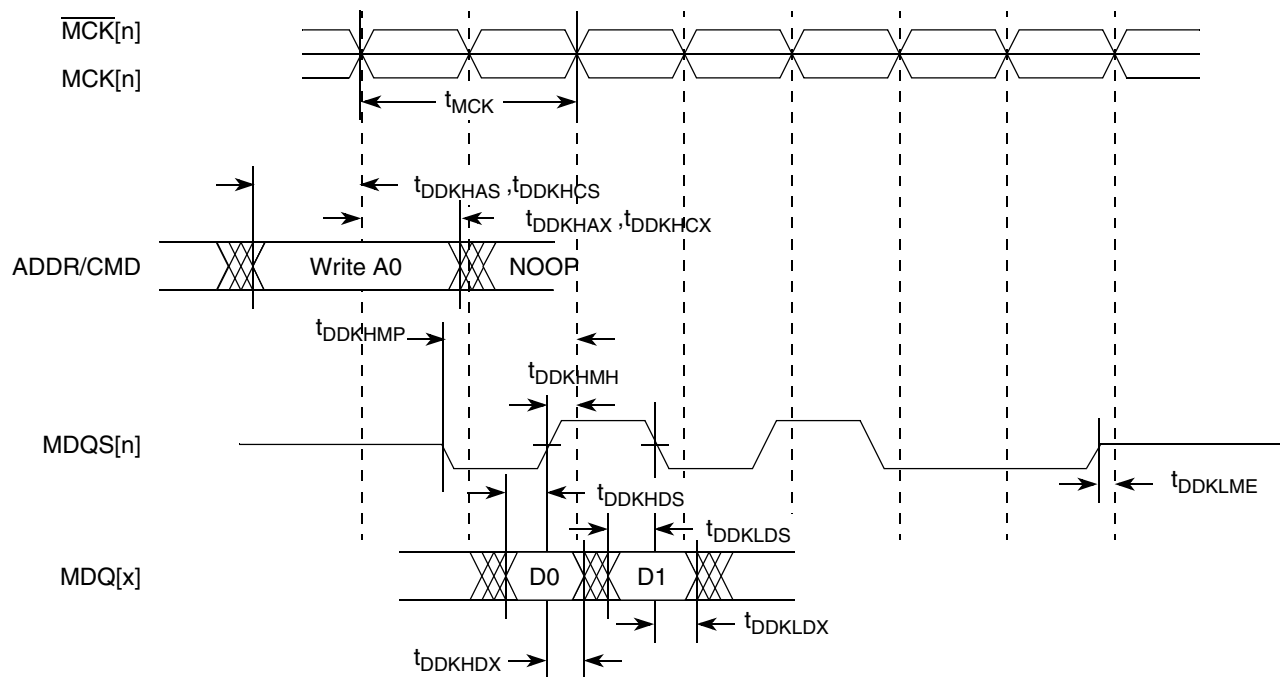 MCK[n]
MCK[n]
tMCK
tDDKHAS ,tDDKHCS
tDDKHAX ,tDDKHCX
ADDR/CMD
Write A0
NOOP
tDDKHMP
tDDKHMH
MDQS[n]
tDDKHDS
tDDKLME
tDDKLDS
MDQ[x]
D0
D1
tDDKLDX
tDDKHDX